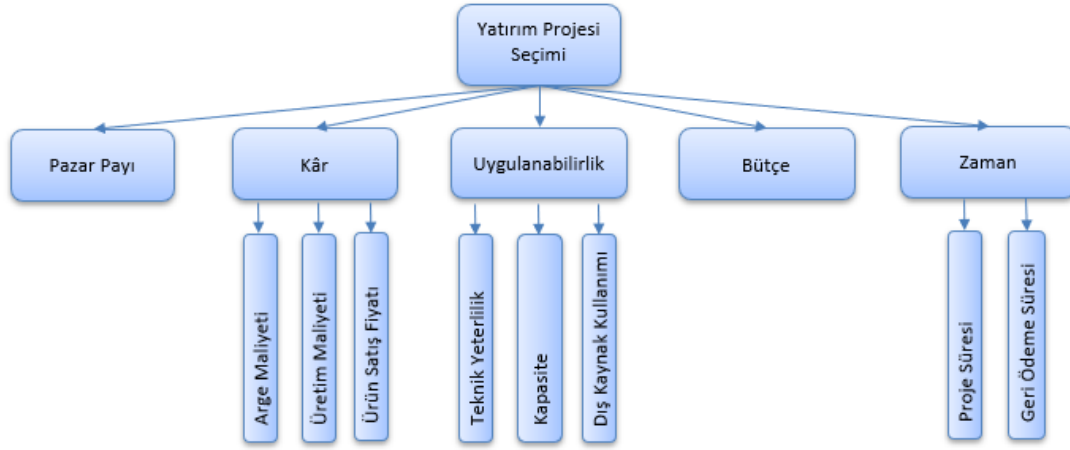 Yatırım Projesi
Seçimi
Pazar Payı
Kâr
Uygulanabilirlik
Bütçe
Zaman
Arge Maliyeti
Üretim Maliyeti
Ürün Satış Fiyatı
Teknik Yeterlilik
Kapasite
Dış Kaynak Kullanımı
Proje Süresi
Geri Ödeme Süresi